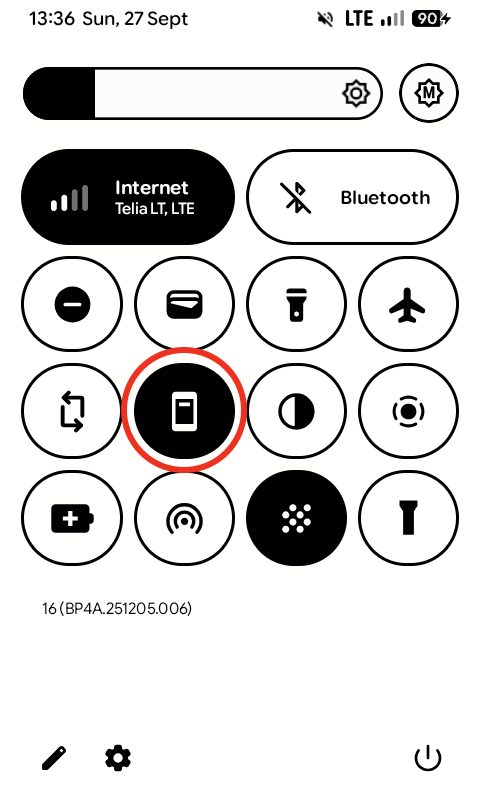 13:36 Sun, 27 Sept LTE 90
M
Internet
Telia LT, LTE
Bluetooth
16 (BP4A.251205.006)